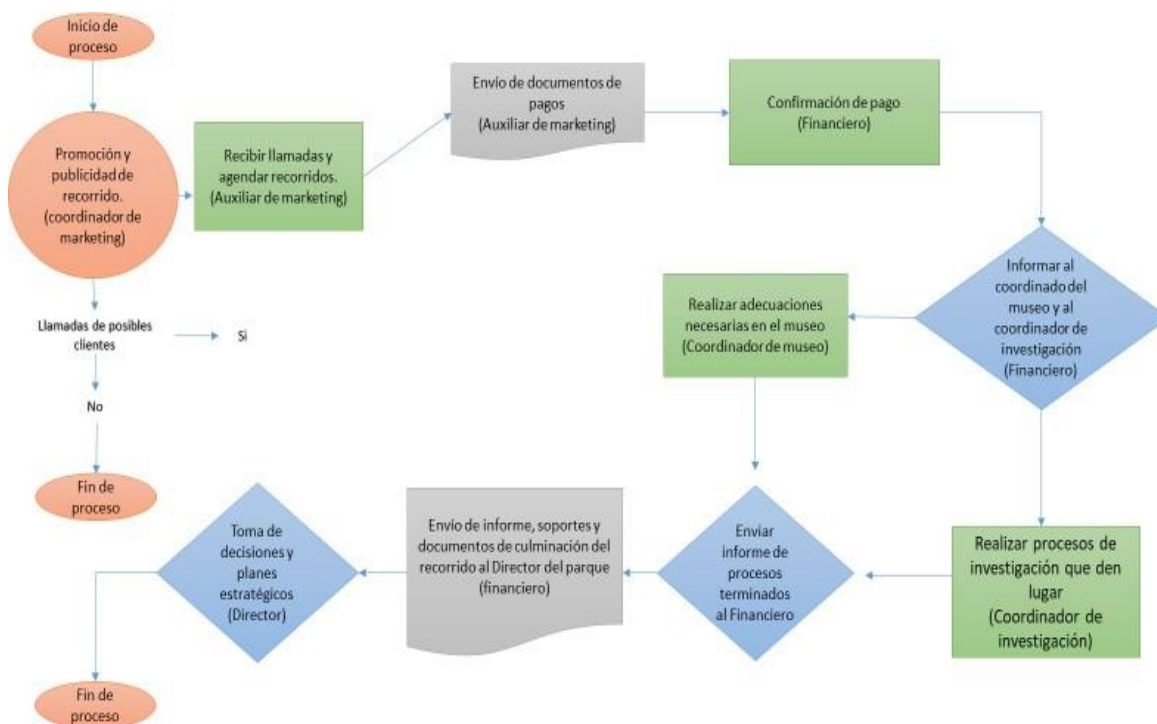 Inicio de
proceso
Promoción y
publicidad de
recorrido.
(coordinador de
marketing)
Recibir llamadas y
agendar recorridos.
(Auxiliar de marketing)
Envío de documentos de
pagos
(Auxiliar de marketing)
Confirmación de pago
(Financiero)
Informar al
coordinado del
museo y al
coordinador de
investigación
(Financiero)
Realizar adecuaciones
necesarias en el museo
(Coordinador de museo)
Llamadas de posibles
clientes
Si
No
Fin de
proceso
Realizar procesos de
investigación que den
lugar
(Coordinador de
investigación)
Enviar
informe de
procesos
terminados
al Financiero
Envío de informe, soportes y
documentos de culminación del
recorrido al Director del parque
(financiero)
Toma de
decisiones y
planes
estratégicos
(Director)
Fin de
proceso